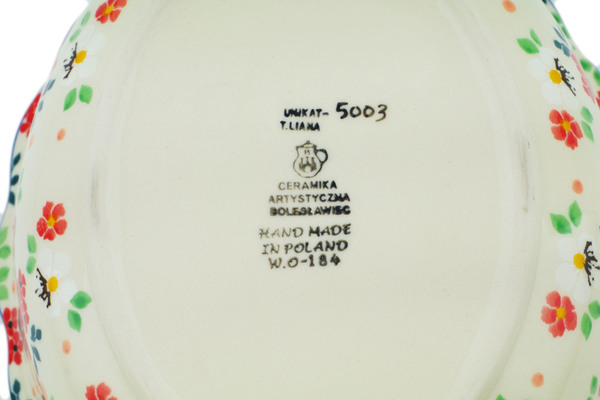 UNIKAT- 5003
T. LIANA
CERAMIKA
ARTYSTYCZNA
BOLESŁAWIEC
HAND MADE
IN POLAND
W.O-184